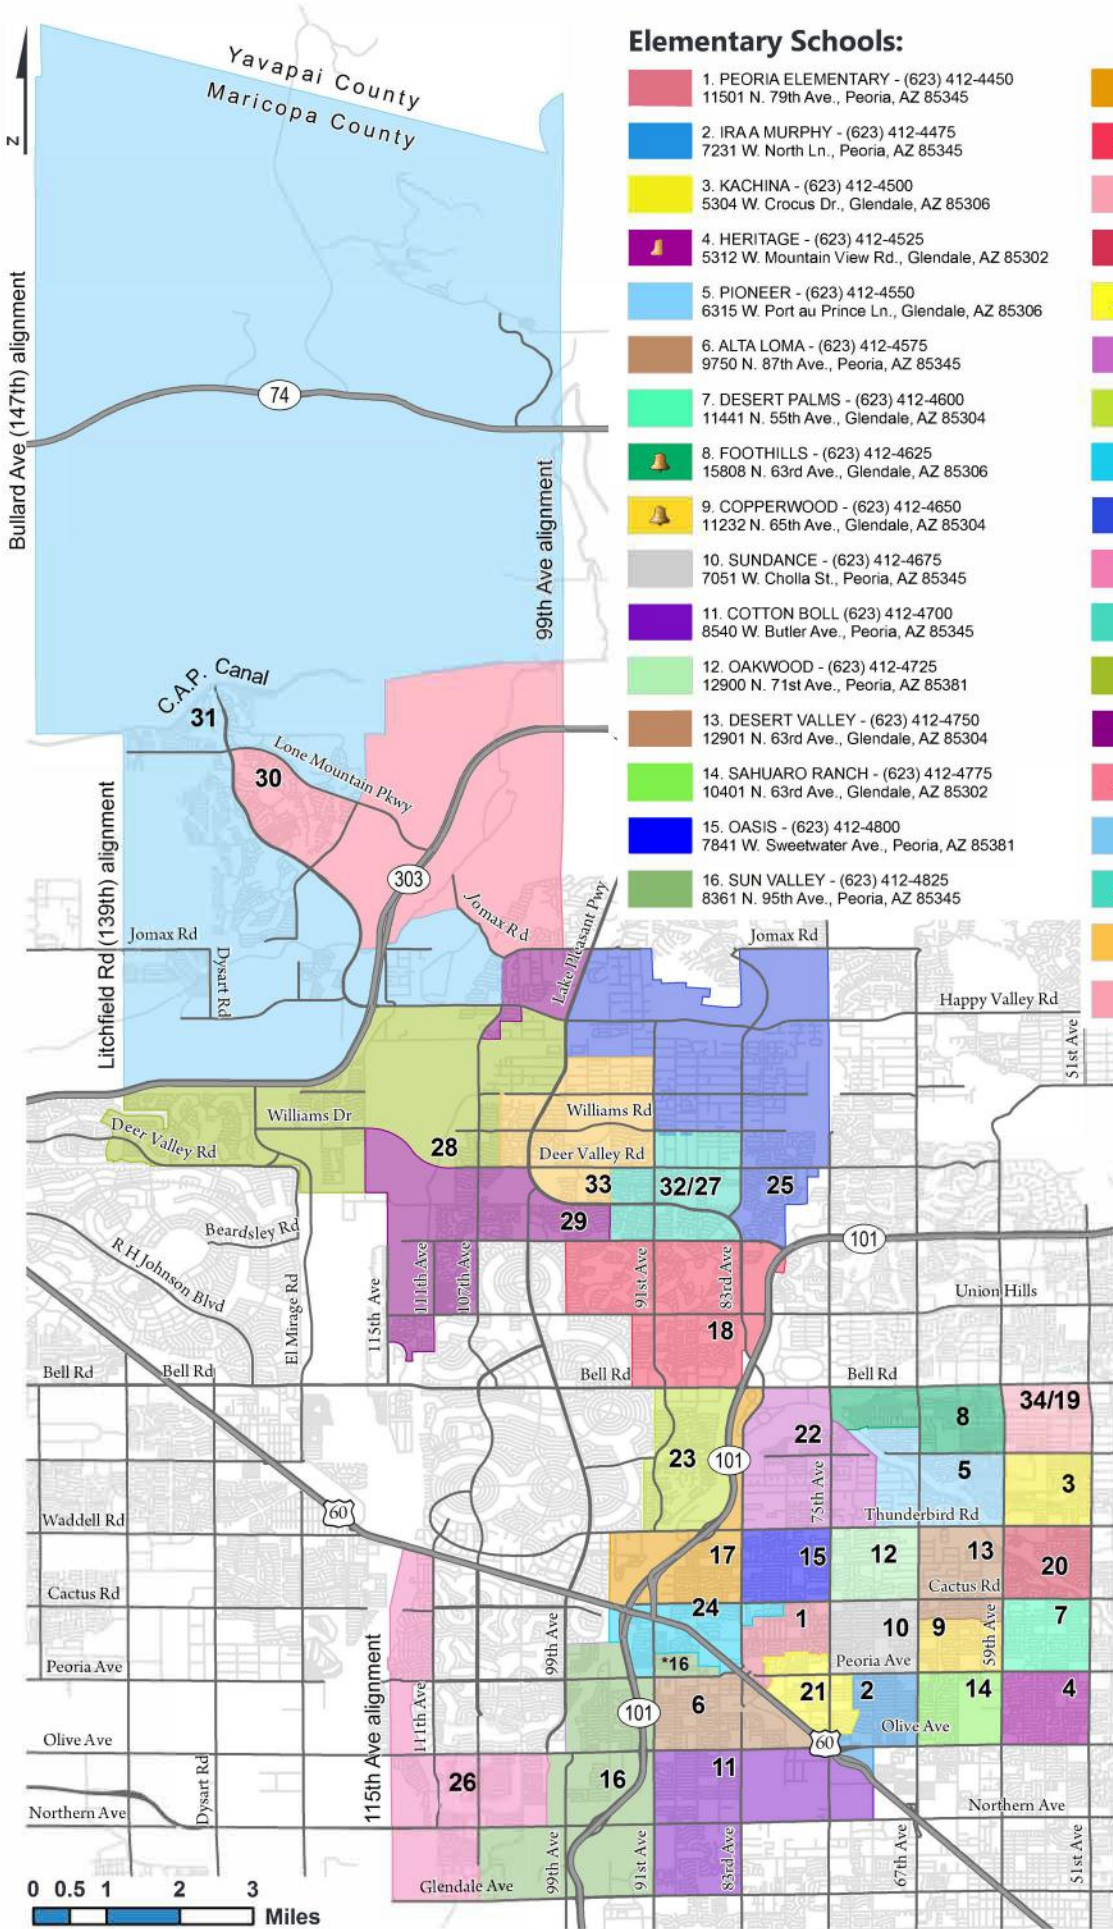 Elementary Schools:
1. PEORIA ELEMENTARY - (623) 412-4450
11501 N. 79th Ave., Peoria, AZ 85345
2. IRA A MURPHY - (623) 412-4475
7231 W. North Ln., Peoria, AZ 85345
3. KACHINA - (623) 412-4500
5304 W. Crocus Dr., Glendale, AZ 85306
4. HERITAGE - (623) 412-4525
5312 W. Mountain View Rd., Glendale, AZ 85302
5. PIONEER - (623) 412-4550
6315 W. Port au Prince Ln., Glendale, AZ 85306
6. ALTA LOMA - (623) 412-4575
9750 N. 87th Ave., Peoria, AZ 85345
7. DESERT PALMS - (623) 412-4600
11441 N. 55th Ave., Glendale, AZ 85304
8. FOOTHILLS - (623) 412-4625
15808 N. 63rd Ave., Glendale, AZ 85306
9. COPPERWOOD - (623) 412-4650
11232 N. 65th Ave., Glendale, AZ 85304
10. SUNDANCE - (623) 412-4675
7051 W. Cholla St., Peoria, AZ 85345
11. COTTON BOLL (623) 412-4700
8540 W. Butler Ave., Peoria, AZ 85345
12. OAKWOOD - (623) 412-4725
12900 N. 71st Ave., Peoria, AZ 85381
13. DESERT VALLEY - (623) 412-4750
12901 N. 63rd Ave., Glendale, AZ 85304
14. SAHUARO RANCH - (623) 412-4775
10401 N. 63rd Ave., Glendale, AZ 85302
15. OASIS - (623) 412-4800
7841 W. Sweetwater Ave., Peoria, AZ 85381
16. SUN VALLEY - (623) 412-4825
8361 N. 95th Ave., Peoria, AZ 85345
Yavapai County
Maricopa County
N
Bullard Ave (147th) alignment
74
99th Ave alignment
C.A.P. Canal
31
30
Lone Mountain Pkwy
Litchfield Rd (139th) alignment
303
Jomax Rd
Lake Pleasant Pwy
Jomax Rd
Dysart Rd
Jomax Rd
Happy Valley Rd
51st Ave
Williams Dr
Williams Rd
Deer Valley Rd
28
Deer Valley Rd
33
32/27
25
29
Beardsley Rd
R H Johnson Blvd
El Mirage Rd
115th Ave
111th Ave
107th Ave
91st Ave
83rd Ave
101
Union Hills
18
Bell Rd
Bell Rd
Bell Rd
Bell Rd
34/19
8
22
23
101
75th Ave
5
3
Thunderbird Rd
60
Waddell Rd
17
15
12
13
20
Cactus Rd
Cactus Rd
24
1
10
9
59th Ave
7
99th Ave
Peoria Ave
Peoria Ave
*16
115th Ave alignment
111th Ave
101
6
21
2
14
4
Olive Ave
Olive Ave
60
Dysart Rd
26
16
11
Northern Ave
Northern Ave
99th Ave
91st Ave
83rd Ave
67th Ave
51st Ave
Glendale Ave
0 0.5 1 2 3
Miles